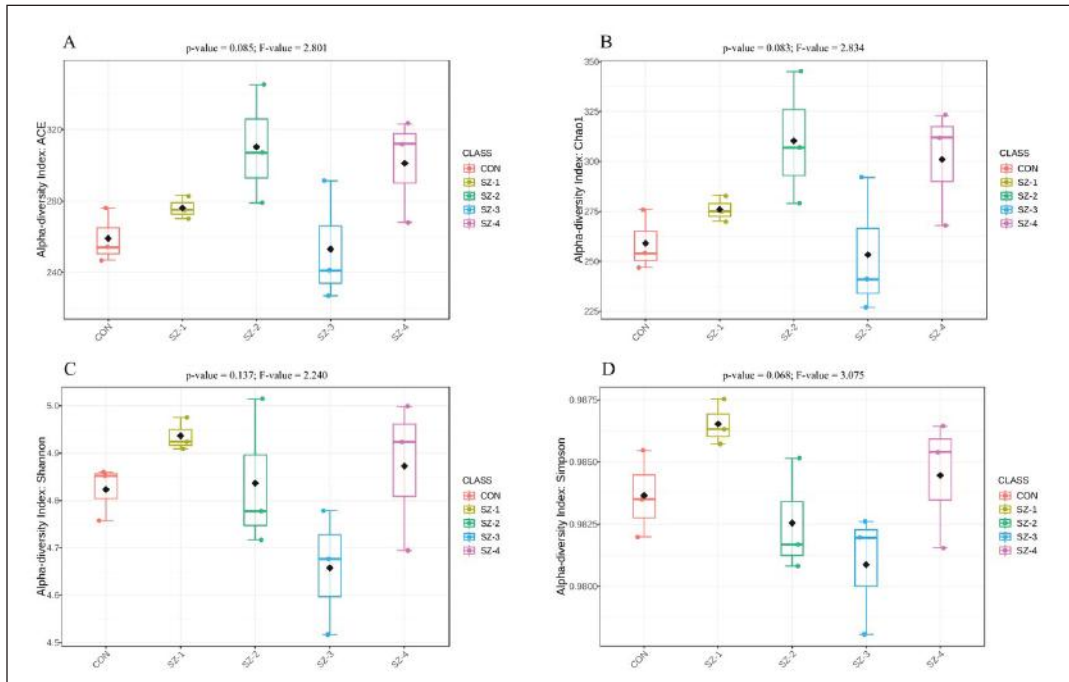 A
p-value = 0.085; F-value = 2.801
Alpha-diversity Index: ACE
320
280
240
CON
SZ-1
SZ-2
SZ-3
SZ-4
CLASS
CON
SZ-1
SZ-2
SZ-3
SZ-4
B
p-value = 0.083; F-value = 2.834
Alpha-diversity Index: Chao1
350
325
300
275
250
225
CON
SZ-1
SZ-2
SZ-3
SZ-4
CLASS
CON
SZ-1
SZ-2
SZ-3
SZ-4
C
p-value = 0.137; F-value = 2.240
Alpha-diversity Index: Shannon
5.0
4.9
4.8
4.7
4.6
4.5
CON
SZ-1
SZ-2
SZ-3
SZ-4
CLASS
CON
SZ-1
SZ-2
SZ-3
SZ-4
D
p-value = 0.068; F-value = 3.075
Alpha-diversity Index: Simpson
0.9875
0.9850
0.9825
0.9800
CON
SZ-1
SZ-2
SZ-3
SZ-4
CLASS
CON
SZ-1
SZ-2
SZ-3
SZ-4